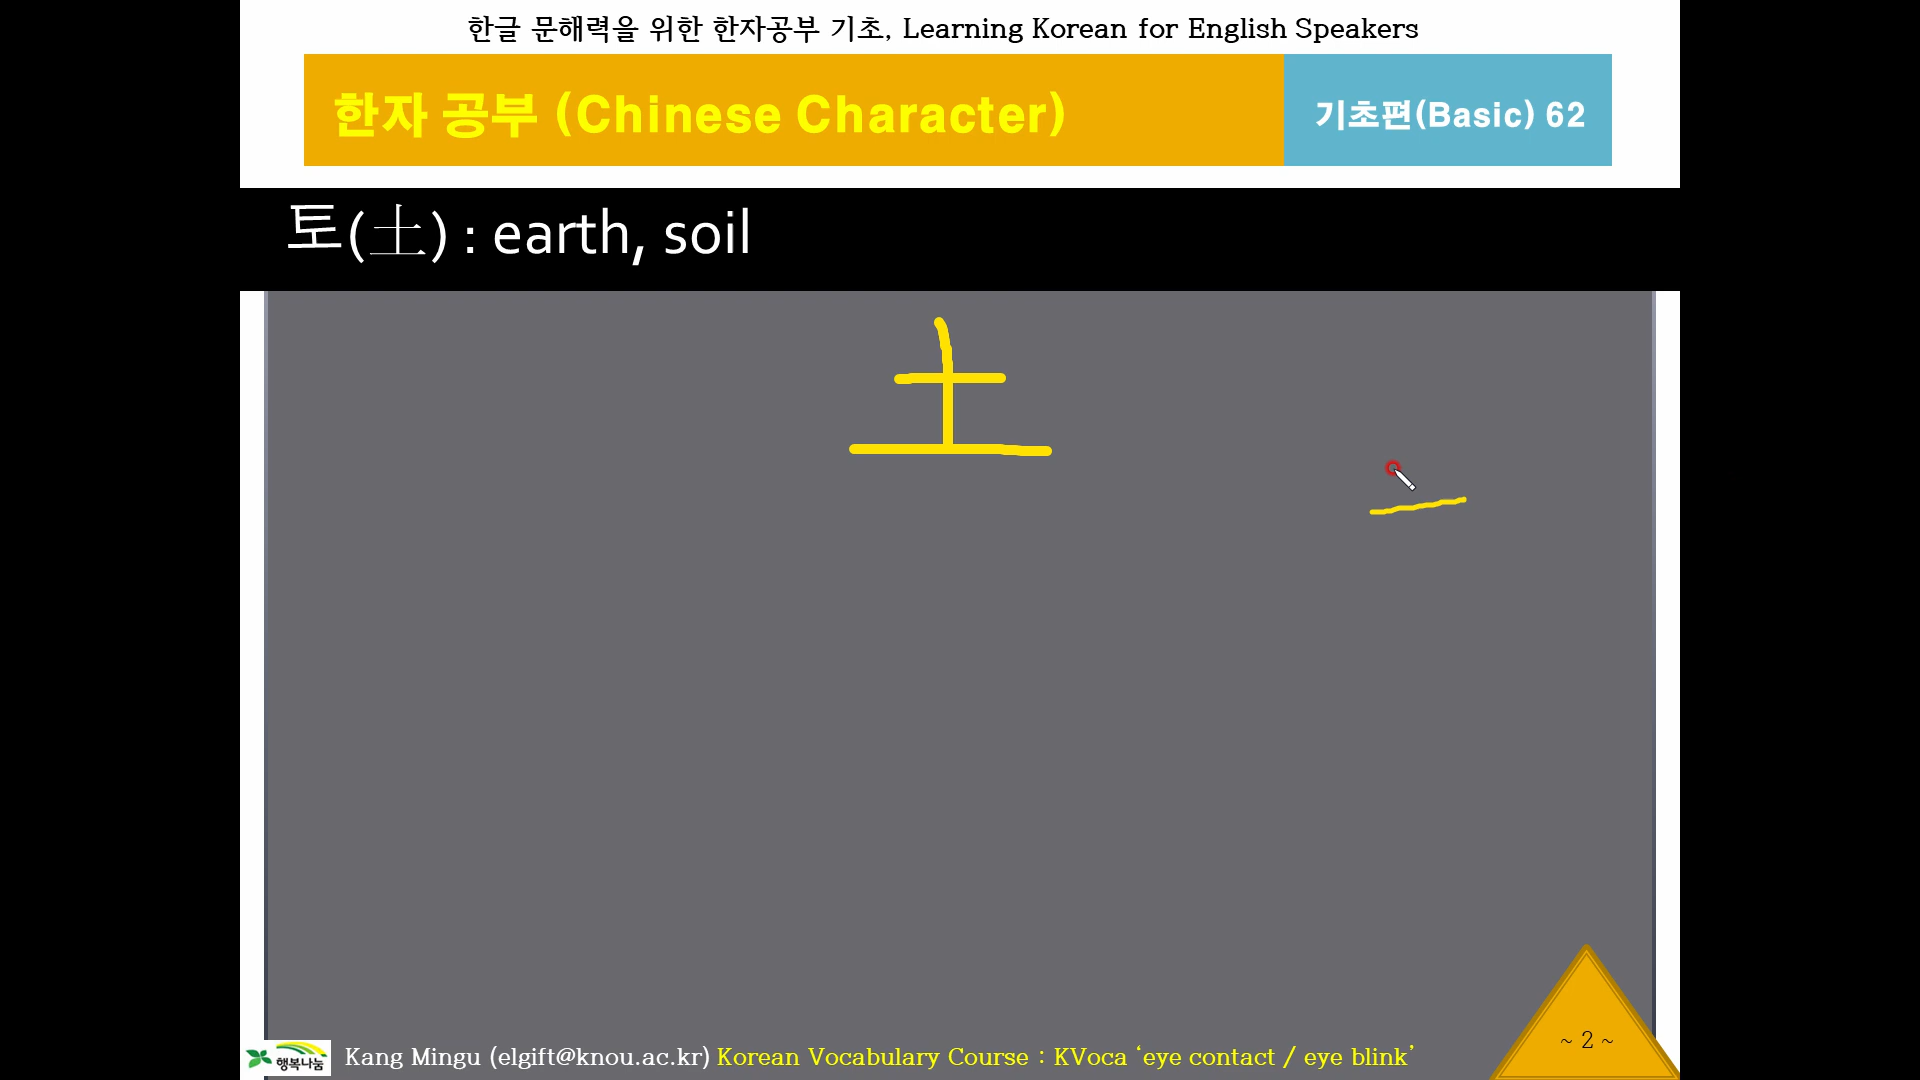 한글 문해력을 위한 한자공부 기초, Learning Korean for English Speakers
한자 공부 (Chinese Character)
기초편(Basic) 62
토(土) : earth, soil
土
~ 2 ~
행복나눔
Kang Mingu (elgift@knou.ac.kr) Korean Vocabulary Course : KVoca ‘eye contact / eye blink’